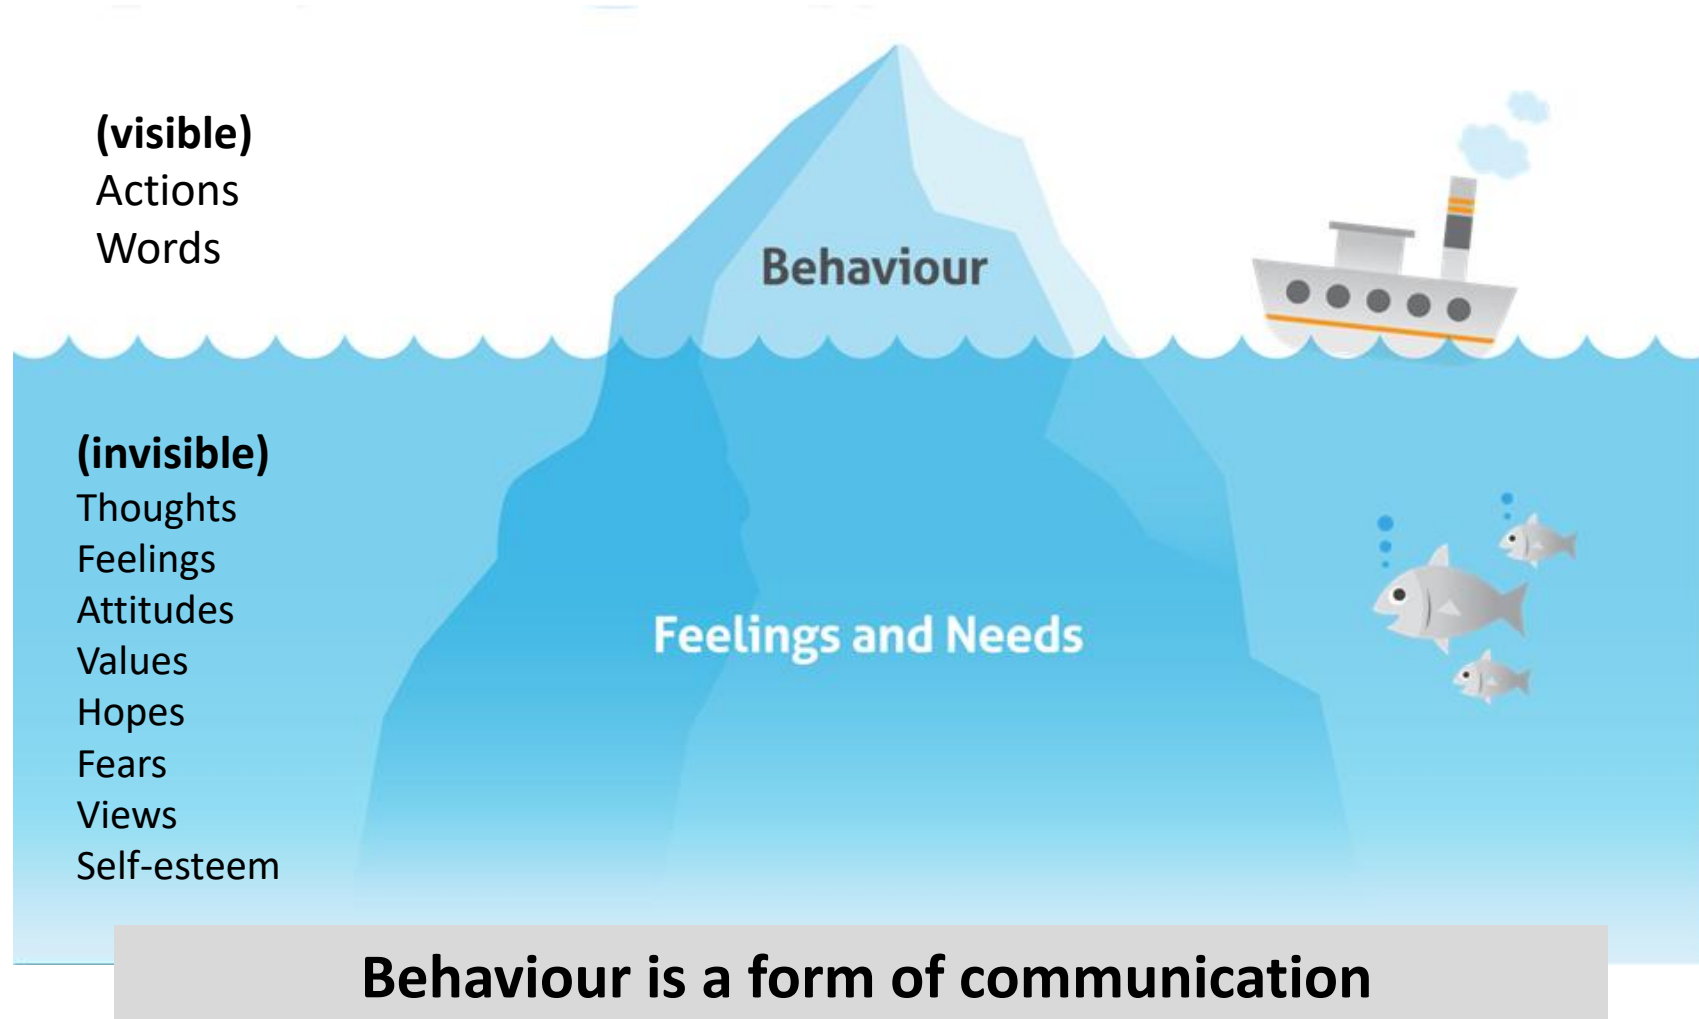 (visible)
Actions
Words
Behaviour
(invisible)
Thoughts
Feelings
Attitudes
Values
Hopes
Fears
Views
Self-esteem
Feelings and Needs
Behaviour is a form of communication